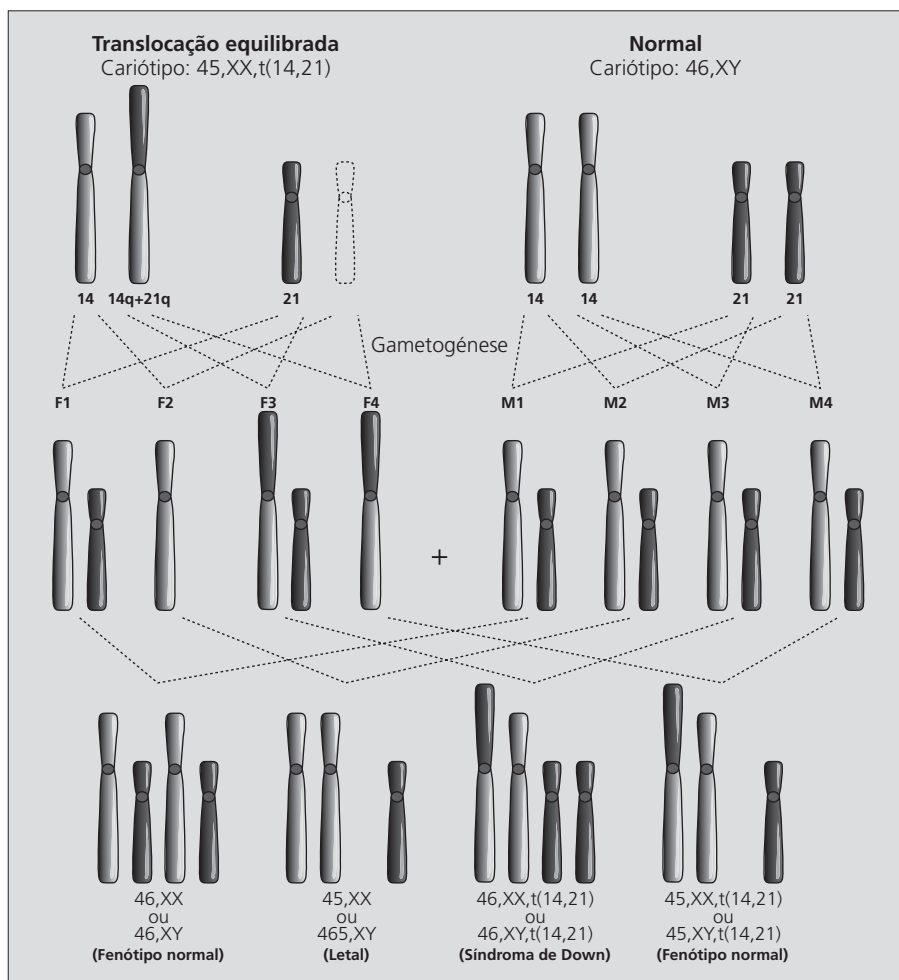 Translocação equilibrada
Cariótipo: 45,XX,t(14,21)
Normal
Cariótipo: 46,XY
14 14q+21q 21
14 14 21 21
Gametogénese
F1 F2 F3 F4 M1 M2 M3 M4
+
46,XX
ou
46,XY
(Fenótipo normal)
45,XX
ou
465,XY
(Letal)
46,XX,t(14,21)
ou
46,XY,t(14,21)
(Síndroma de Down)
45,XX,t(14,21)
ou
45,XY,t(14,21)
(Fenótipo normal)